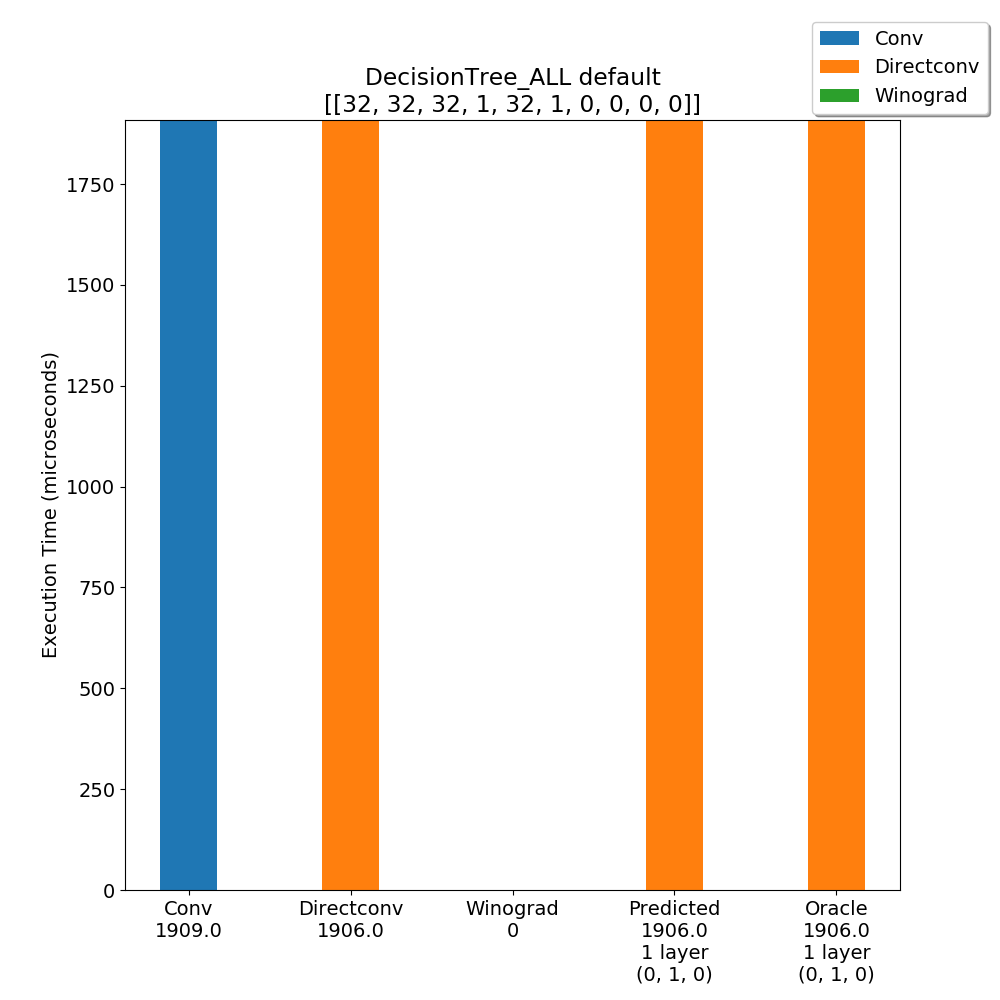 Conv
Directconv
Winograd
DecisionTree_ALL default
[[32, 32, 32, 1, 32, 1, 0, 0, 0, 0]]
Execution Time (microseconds)
1750
1500
1250
1000
750
500
250
0
Conv
1909.0
Directconv
1906.0
Winograd
0
Predicted
1906.0
1 layer
(0, 1, 0)
Oracle
1906.0
1 layer
(0, 1, 0)